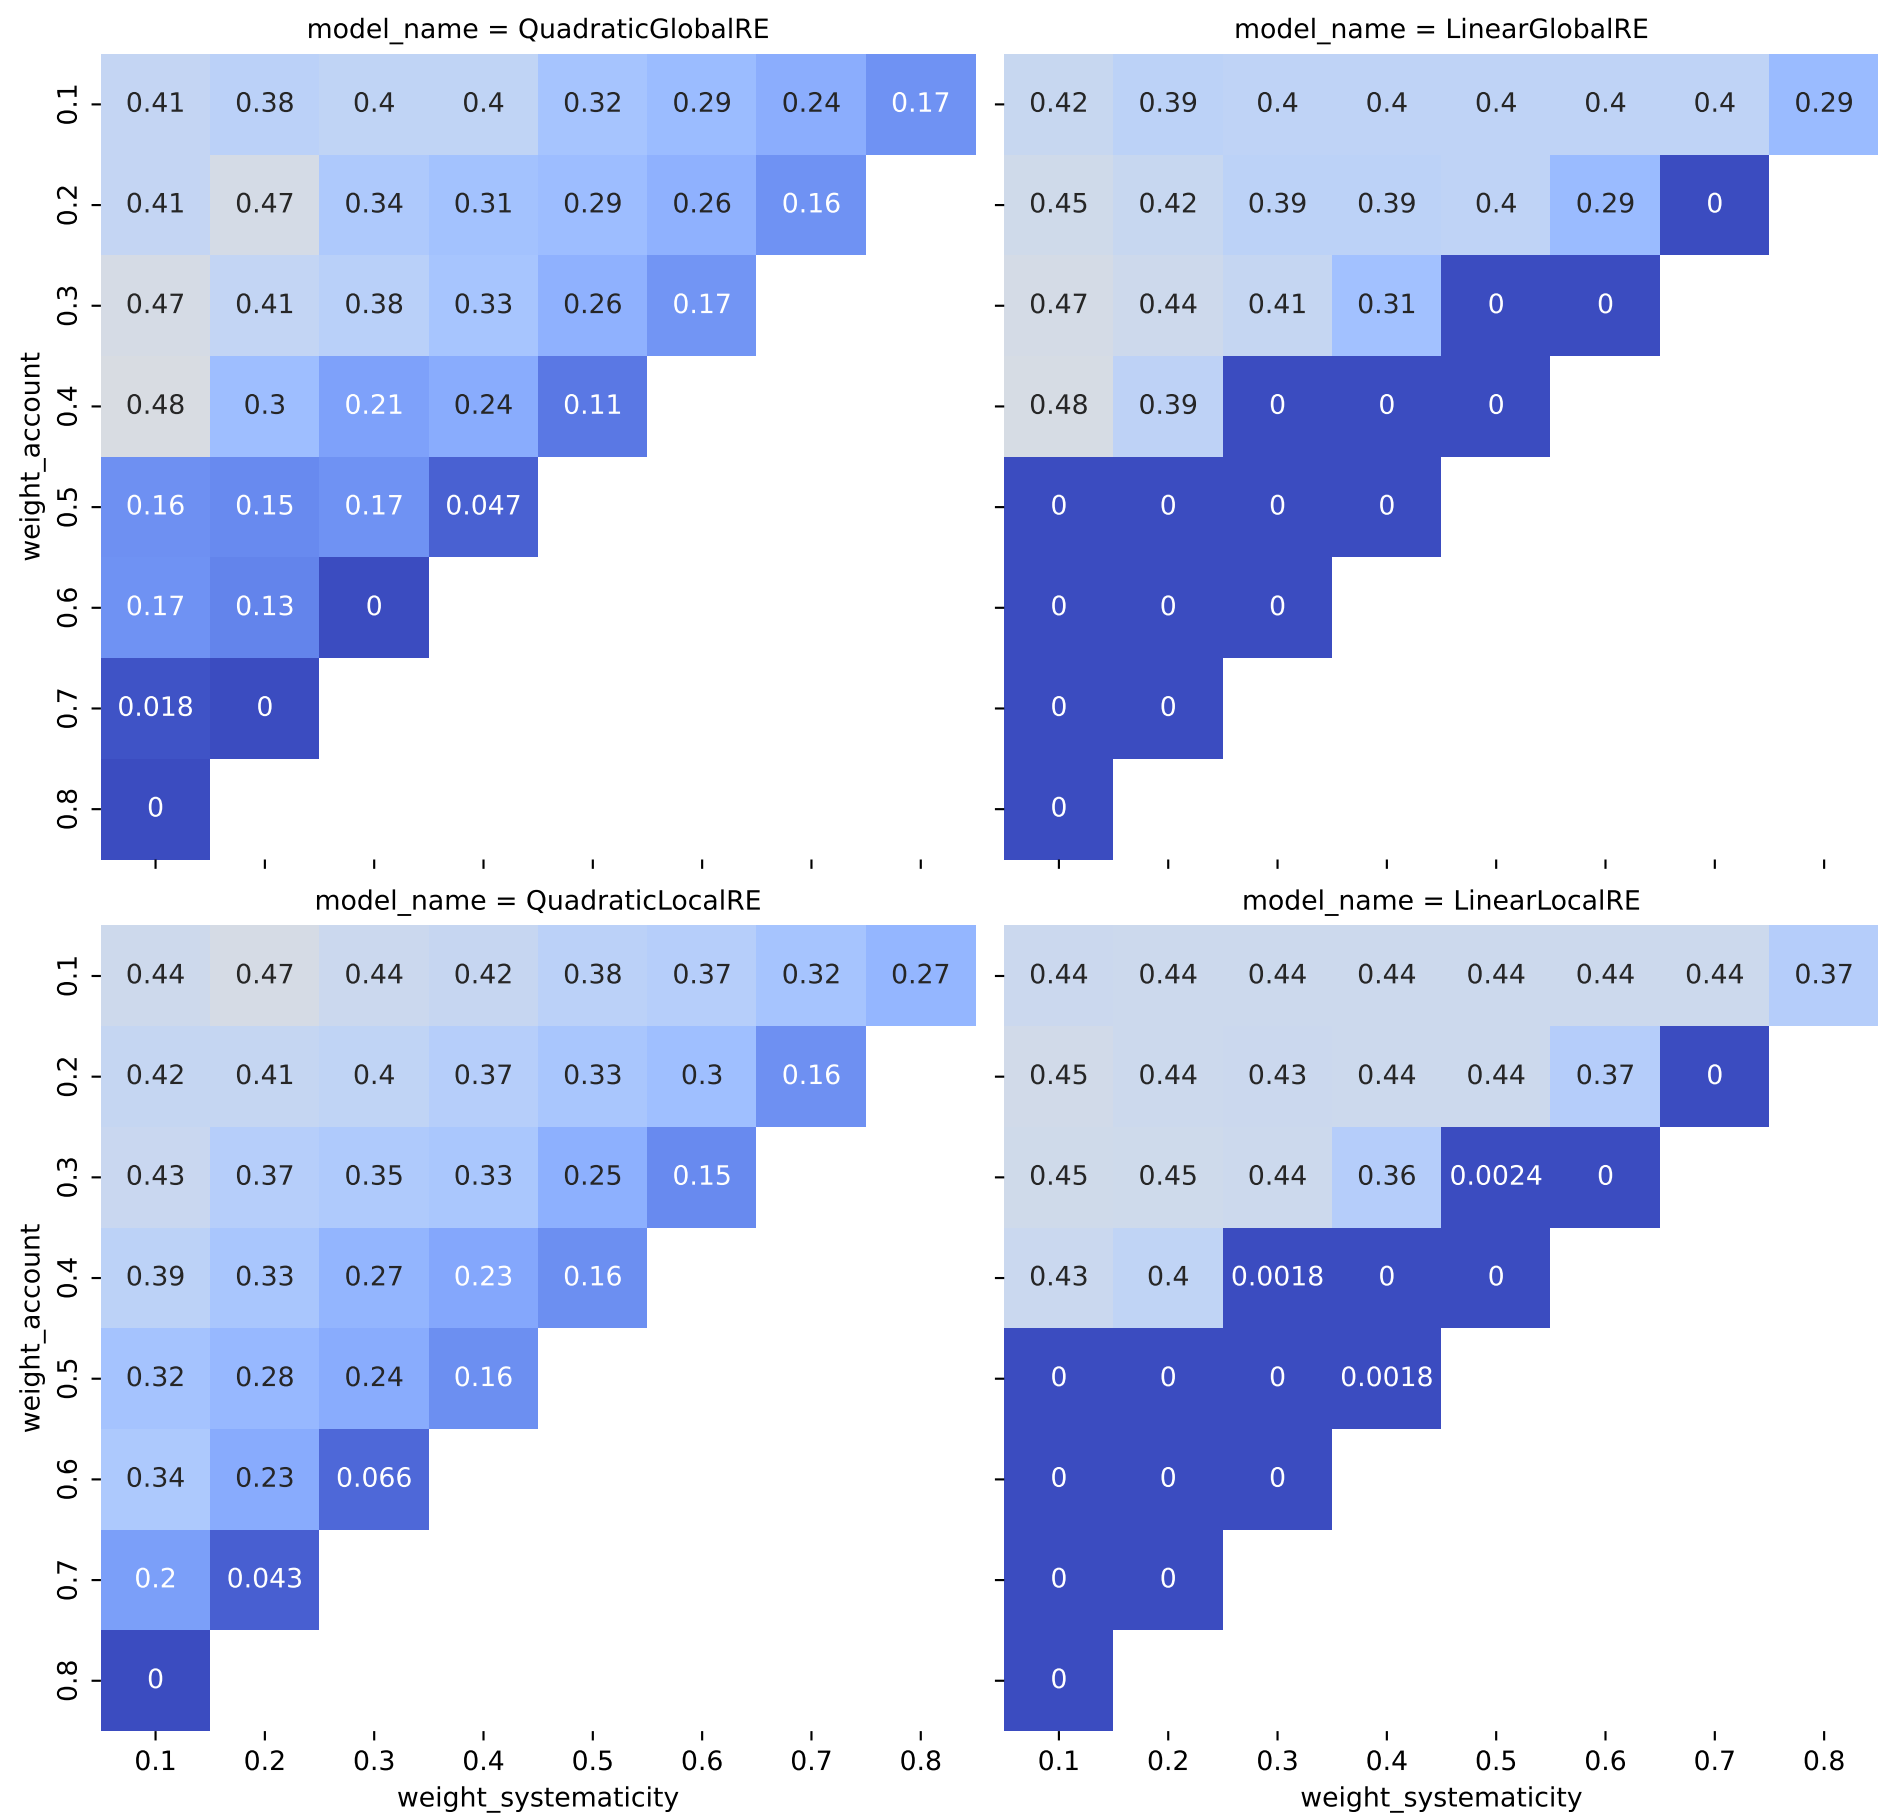 model_name = QuadraticGlobalRE
0.1 0.41 0.38 0.4 0.4 0.32 0.29 0.24 0.17
0.2 0.41 0.47 0.34 0.31 0.29 0.26 0.16
0.3 0.47 0.41 0.38 0.33 0.26 0.17
0.4 0.48 0.3 0.21 0.24 0.11
0.5 0.16 0.15 0.17 0.047
0.6 0.17 0.13 0
0.7 0.018 0
0.8 0
weight_account
model_name = LinearGlobalRE
0.42 0.39 0.4 0.4 0.4 0.4 0.4 0.29
0.45 0.42 0.39 0.39 0.4 0.29 0
0.47 0.44 0.41 0.31 0 0
0.48 0.39 0 0 0
0 0 0 0
0 0 0
0 0
0
model_name = QuadraticLocalRE
0.1 0.44 0.47 0.44 0.42 0.38 0.37 0.32 0.27
0.2 0.42 0.41 0.4 0.37 0.33 0.3 0.16
0.3 0.43 0.37 0.35 0.33 0.25 0.15
0.4 0.39 0.33 0.27 0.23 0.16
0.5 0.32 0.28 0.24 0.16
0.6 0.34 0.23 0.066
0.7 0.2 0.043
0.8 0
weight_account
0.1 0.2 0.3 0.4 0.5 0.6 0.7 0.8
weight_systematicity
model_name = LinearLocalRE
0.44 0.44 0.44 0.44 0.44 0.44 0.44 0.37
0.45 0.44 0.43 0.44 0.44 0.37 0
0.45 0.45 0.44 0.36 0.0024 0
0.43 0.4 0.0018 0 0
0 0 0 0.0018
0 0 0
0 0
0
0.1 0.2 0.3 0.4 0.5 0.6 0.7 0.8
weight_systematicity